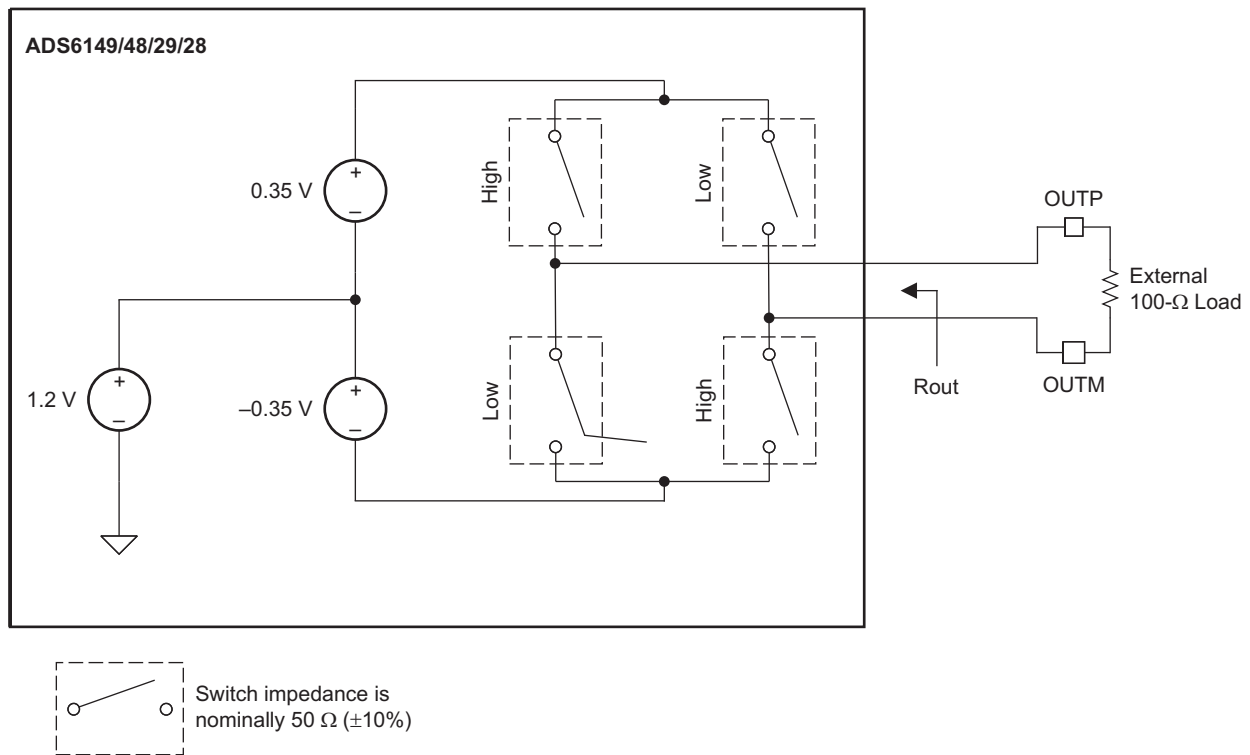 ADS6149/48/29/28
0.35 V
High
Low
OUTP
External
100-Ω Load
1.2 V
–0.35 V
Low
High
Rout
OUTM
+
–
+
–
+
–
Switch impedance is
nominally 50 Ω (±10%)